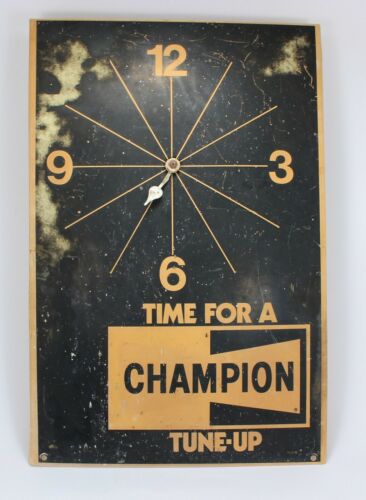 12
9 3
6
TIME FOR A
CHAMPION
TUNE-UP